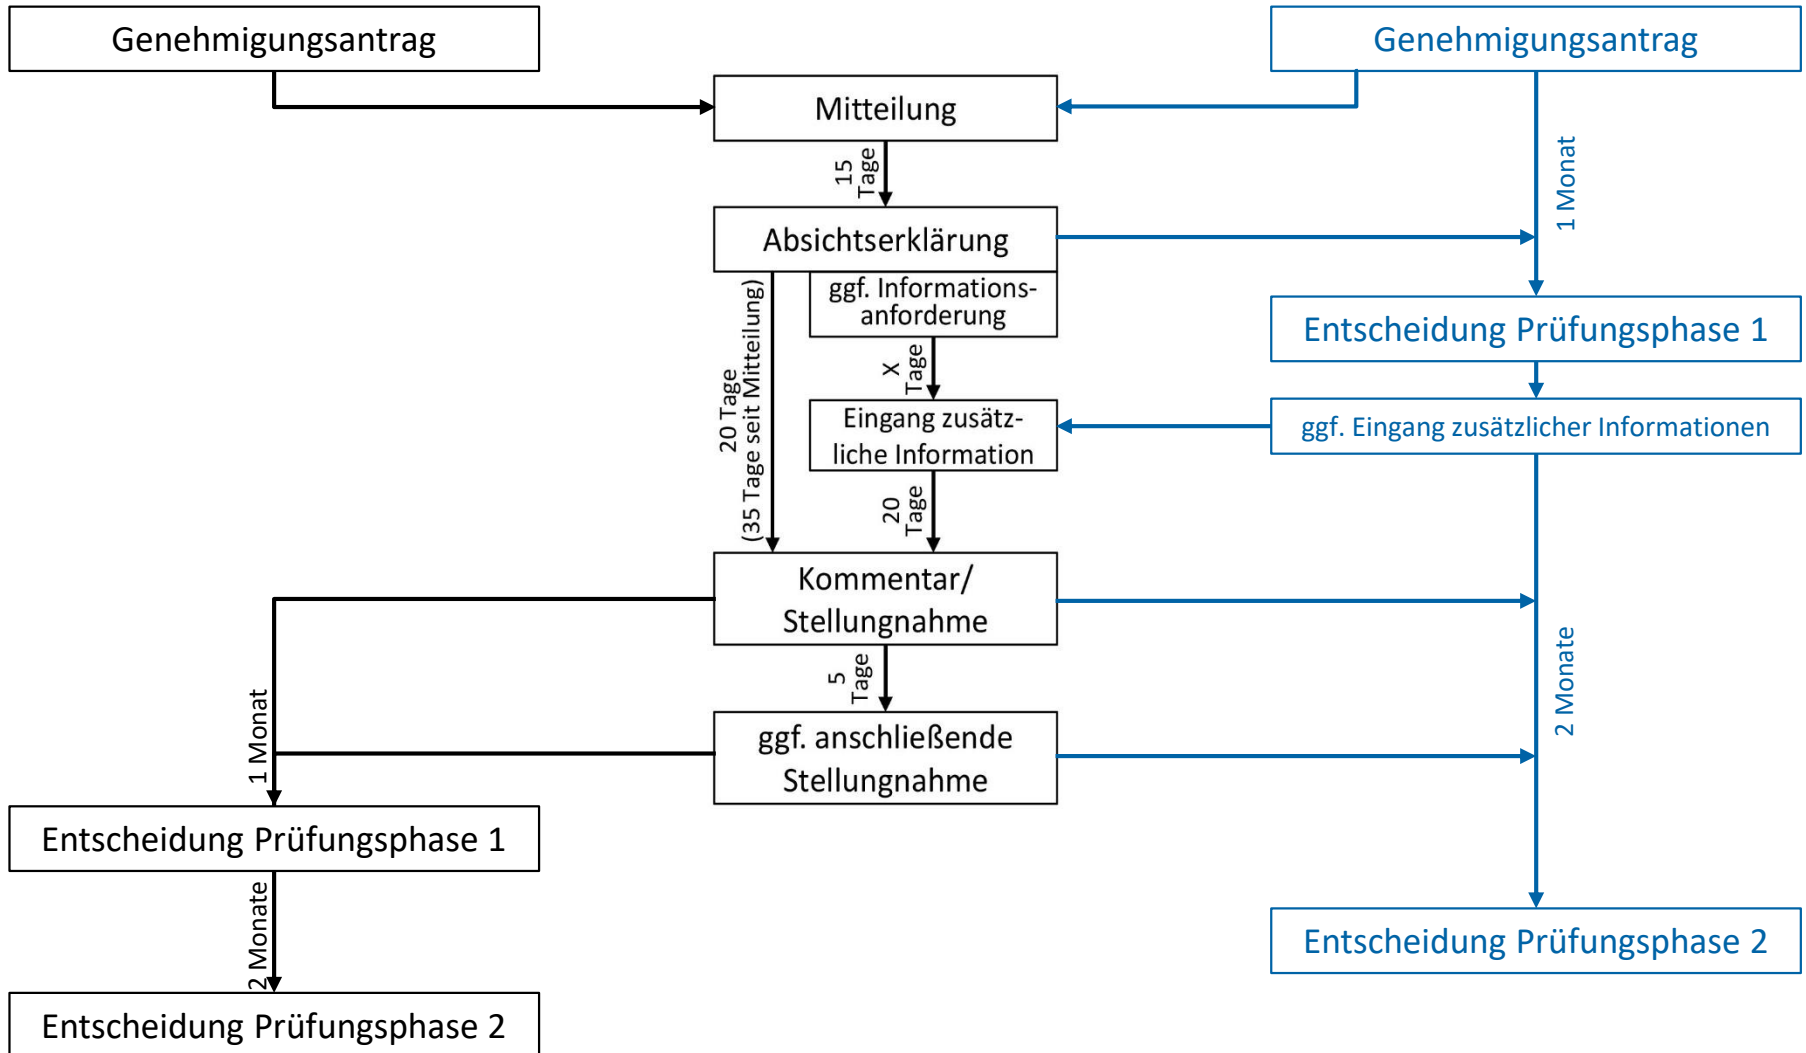 Genehmigungsantrag
Genehmigungsantrag
Mitteilung
15
Tage
1 Monat
Absichtserklärung
ggf. Informations-
anforderung
20 Tage
(35 Tage seit Mitteilung)
X
Tage
Entscheidung Prüfungsphase 1
Eingang zusätz-
liche Information
ggf. Eingang zusätzlicher Informationen
20
Tage
Kommentar/
Stellungnahme
5
Tage
1 Monat
2 Monate
ggf. anschließende
Stellungnahme
Entscheidung Prüfungsphase 1
2 Monate
Entscheidung Prüfungsphase 2
Entscheidung Prüfungsphase 2